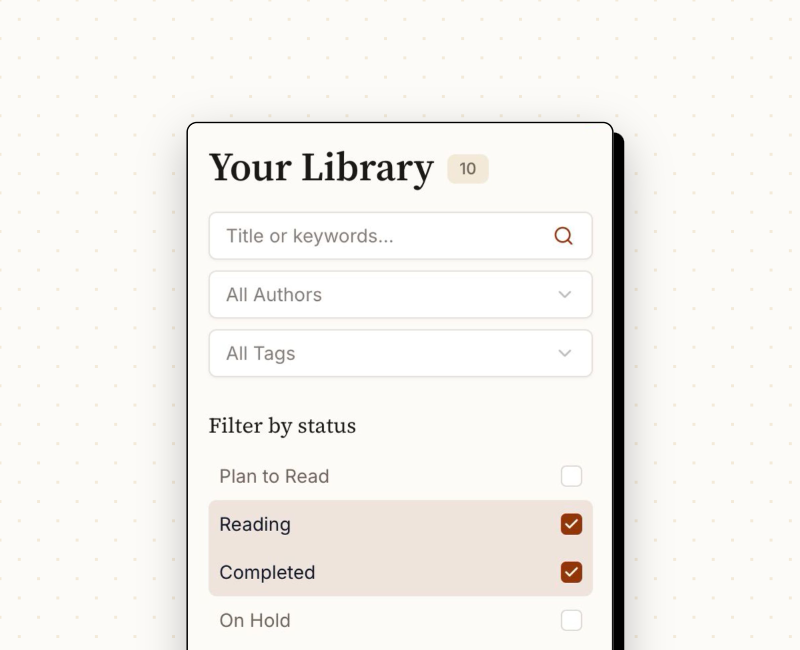 Your Library 10
Title or keywords...
All Authors
All Tags
Filter by status
Plan to Read
Reading
Completed
On Hold